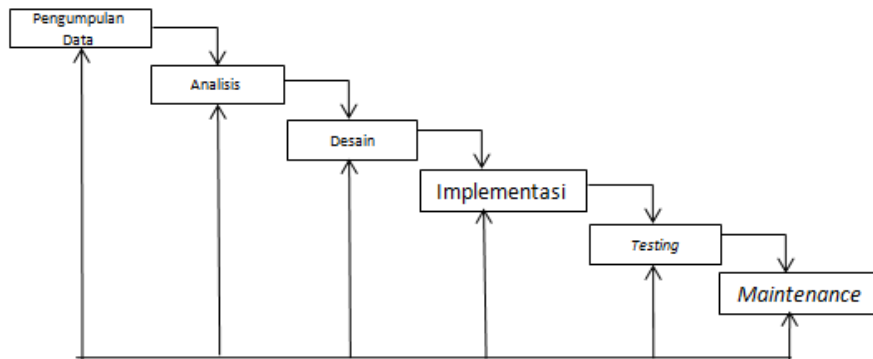 Pengumpulan
Data
Analisis
Desain
Implementasi
Testing
Maintenance